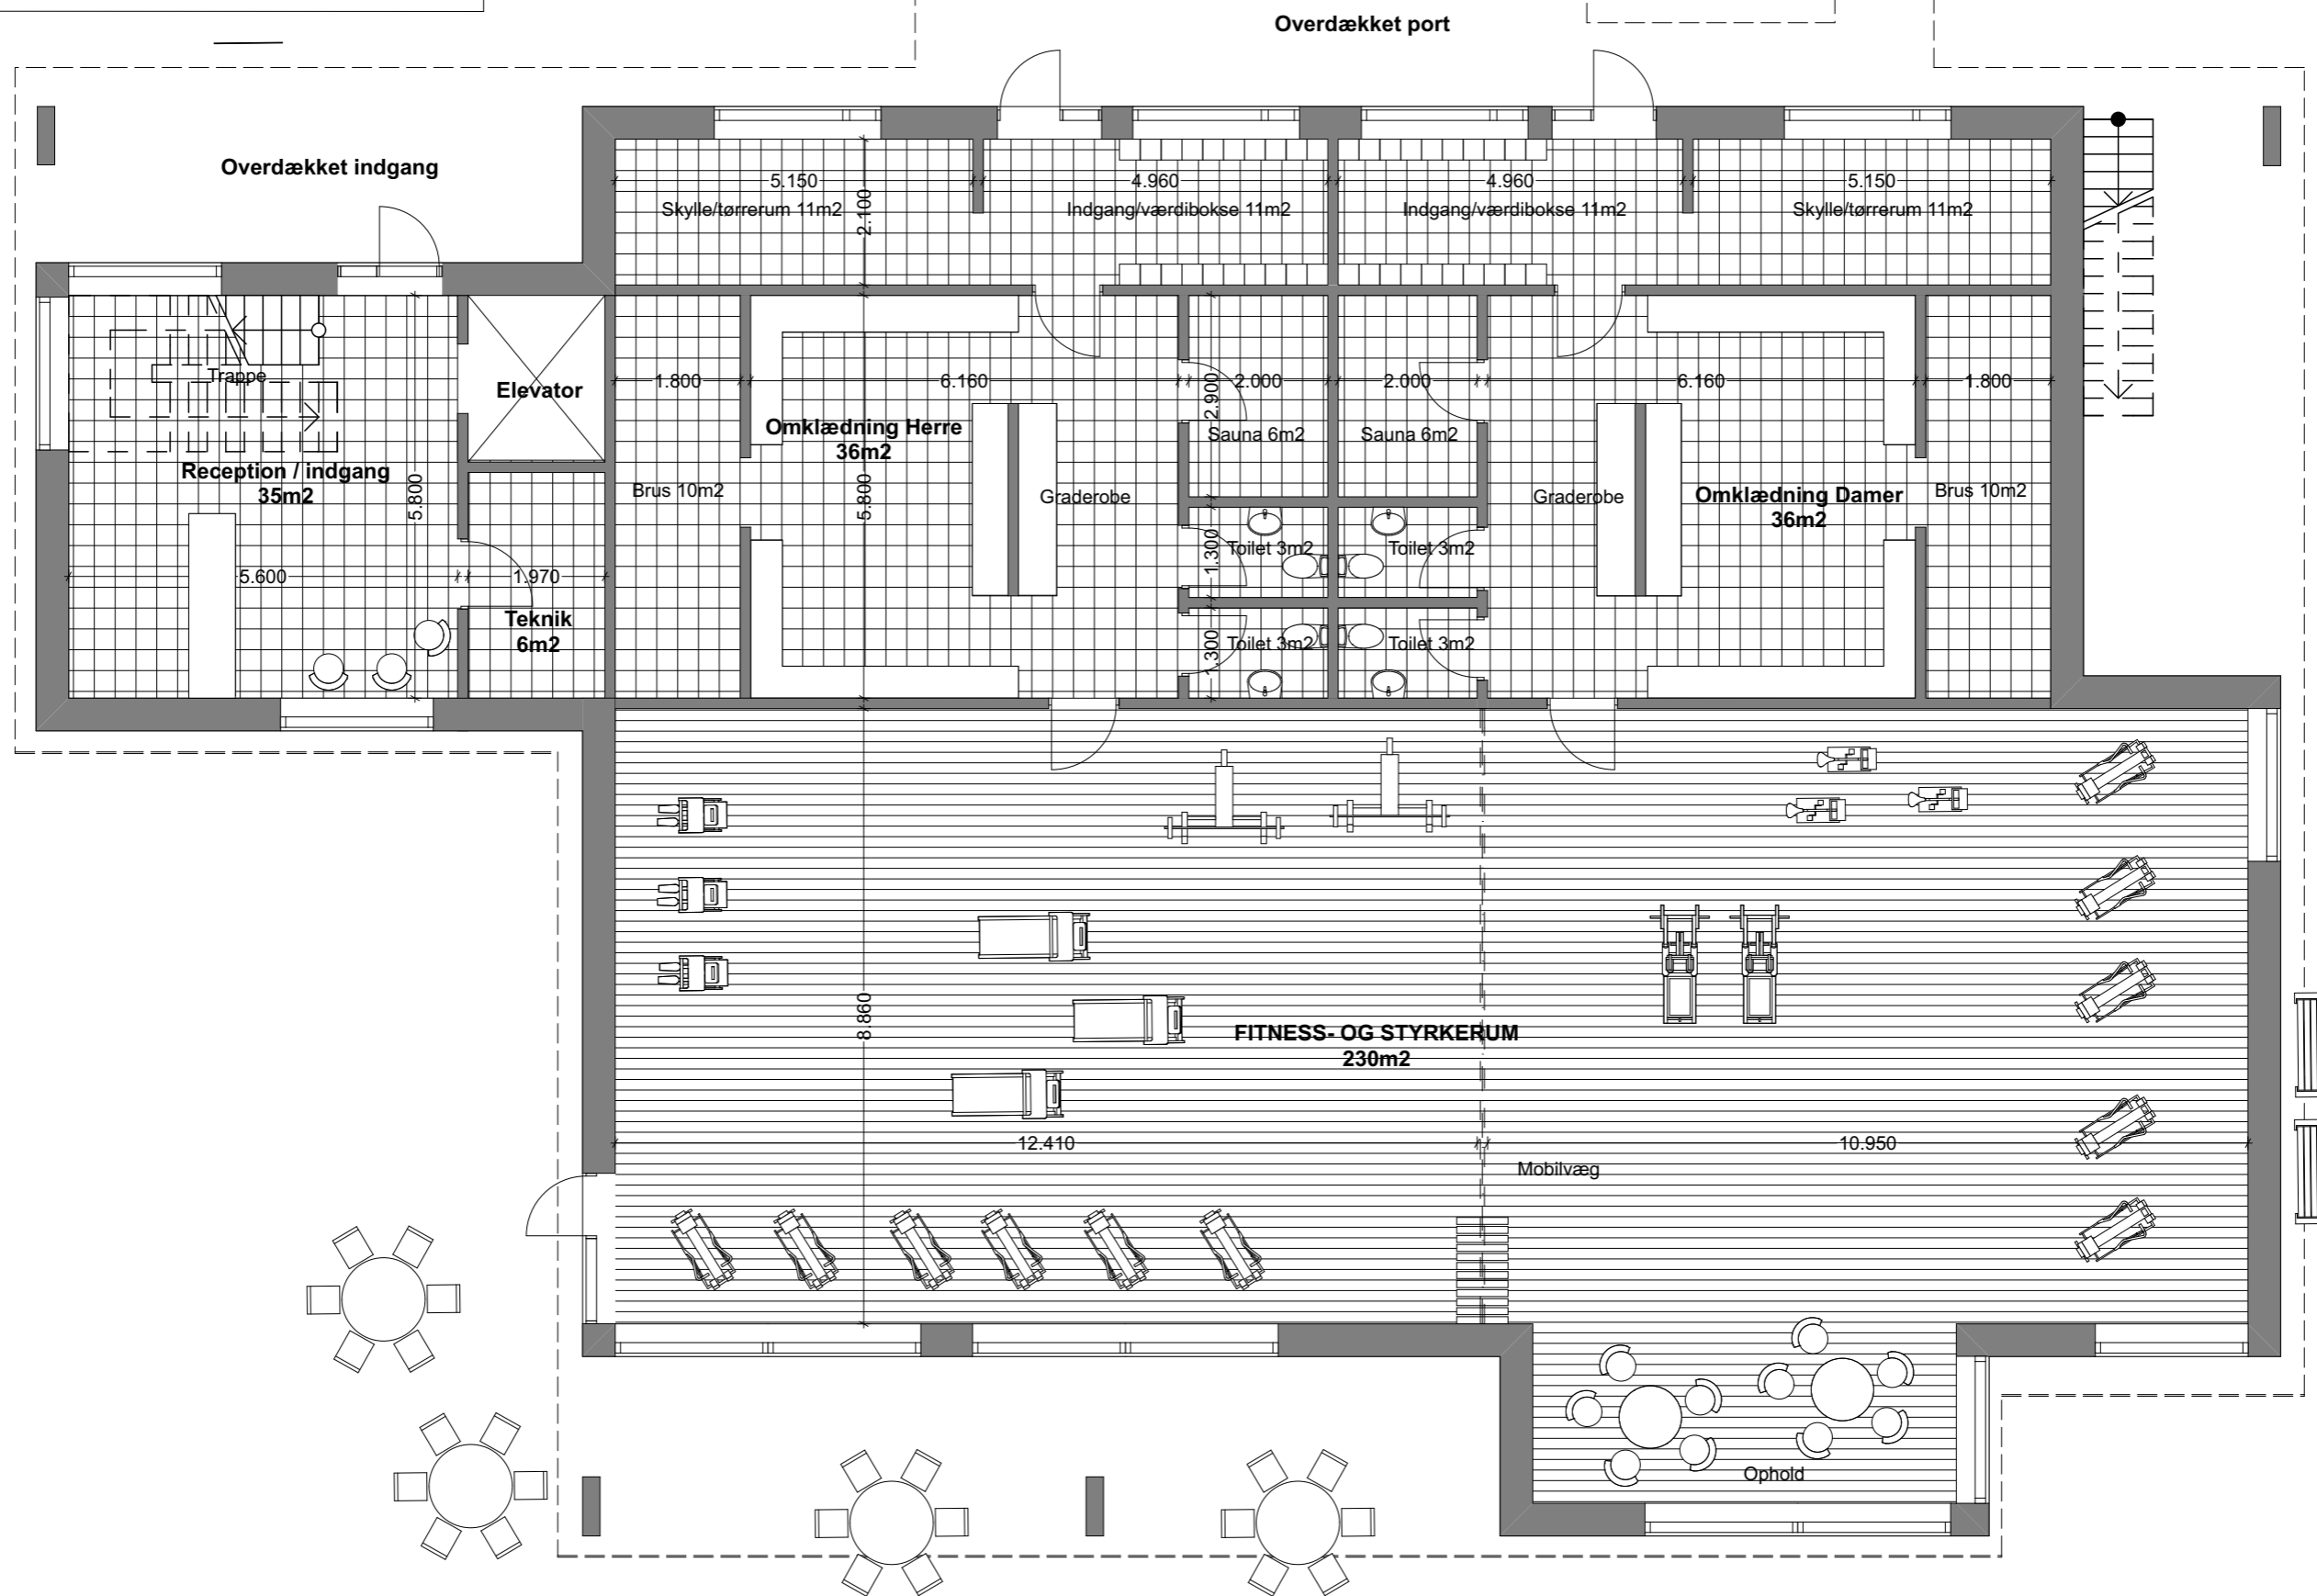 Overdækket port
Overdækket indgang
5.150
4.960
4.960
5.150
2.100
Skylle/tørrerum 11m2
Indgang/værdibokse 11m2
Indgang/værdibokse 11m2
Skylle/tørrerum 11m2
Trappe
Elevator
1.800
6.160
2.900
2.000
2.000
6.160
1.800
Omklædning Herre
36m2
Sauna 6m2
Sauna 6m2
Reception / indgang
35m2
5.800
Brus 10m2
5.800
Graderobe
Graderobe
Omklædning Damer
36m2
Brus 10m2
1.300
Toilet 3m2
Toilet 3m2
5.600
1.970
Teknik
6m2
1.300
Toilet 3m2
Toilet 3m2
8.860
FITNESS- OG STYRKERUM
230m2
12.410
10.950
Mobilvæg
Ophold